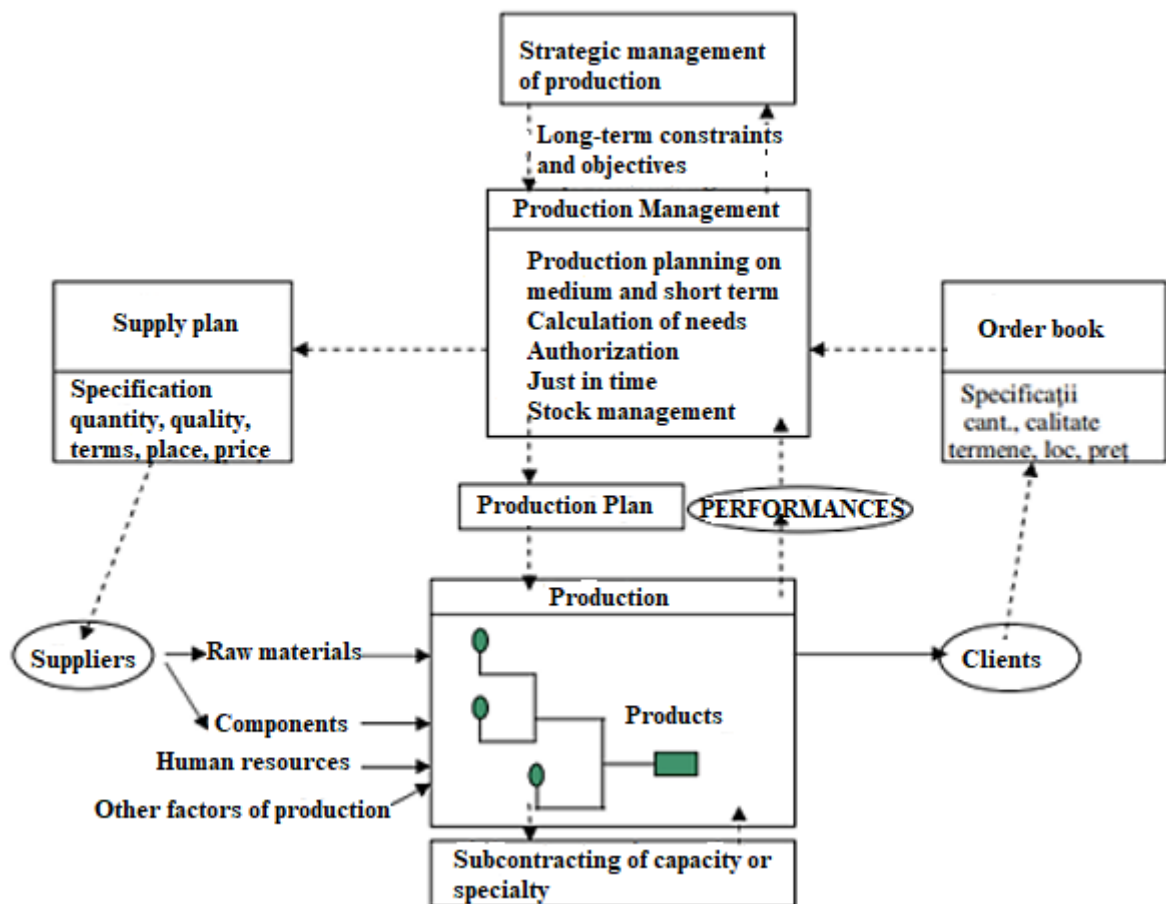 Strategic management
of production
Long-term constraints
and objectives
Production Management
Production planning on
medium and short term
Calculation of needs
Authorization
Just in time
Stock management
Supply plan
Specification
quantity, quality,
terms, place, price
Order book
Specificații
cant., calitate
termene, loc, preț
Production Plan
PERFORMANCES
Production
Suppliers
Raw materials
Components
Human resources
Other factors of production
Products
Clients
Subcontracting of capacity or
specialty